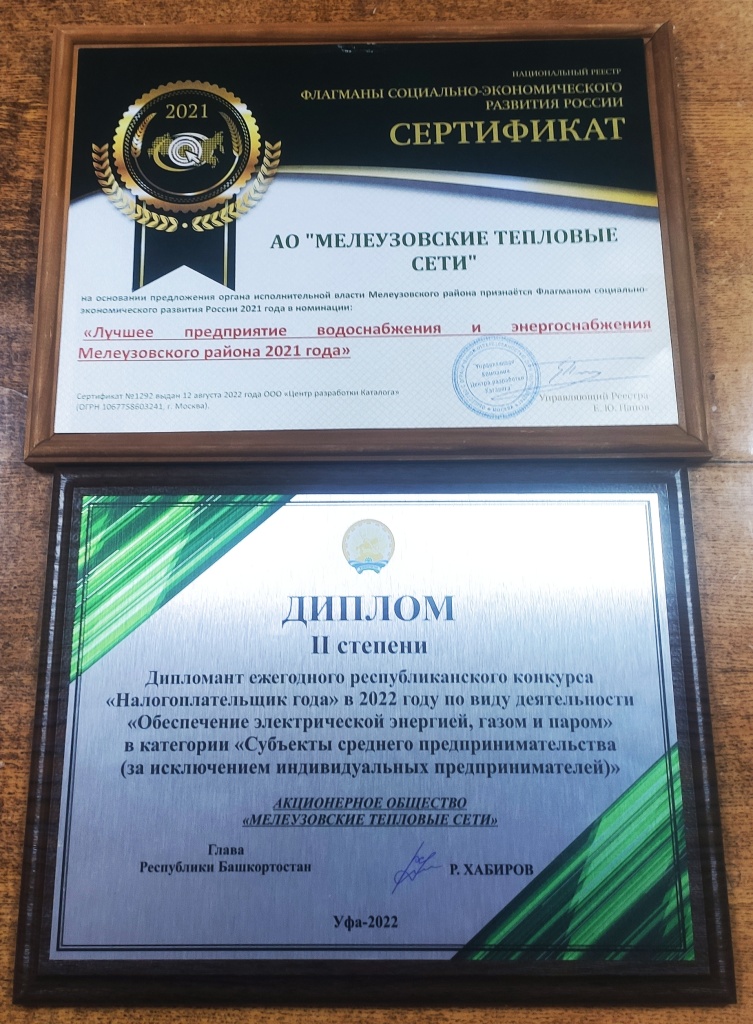 НАЦИОНАЛЬНЫЙ РЕЕСТР
ФЛАГМАНЫ СОЦИАЛЬНО-ЭКОНОМИЧЕСКОГО
РАЗВИТИЯ РОССИИ
СЕРТИФИКАТ
2021
АО "МЕЛЕУЗОВСКИЕ ТЕПЛОВЫЕ
СЕТИ"
на основании предложения органа исполнительной власти Мелеузовского района признаётся Флагманом социально-
экономического развития России 2021 года в номинации:
«Лучшее предприятие водоснабжения и энергоснабжения
Мелеузовского района 2021 года»
Сертификат №1292 выдан 12 августа 2022 года ООО «Центр разработки Каталога»
(ОГРН 1067758603241, г. Москва).
Центр разработки
Каталога
Управляющий Реестра
Е. Ю. Панов
ДИПЛОМ
II степени
Дипломант ежегодного республиканского конкурса
«Налогоплательщик года» в 2022 году по виду деятельности
«Обеспечение электрической энергией, газом и паром»
в категории «Субъекты среднего предпринимательства
(за исключением индивидуальных предпринимателей)»
АКЦИОНЕРНОЕ ОБЩЕСТВО
«МЕЛЕУЗОВСКИЕ ТЕПЛОВЫЕ СЕТИ»
Глава
Республики Башкортостан
Р. ХАБИРОВ
Уфа-2022